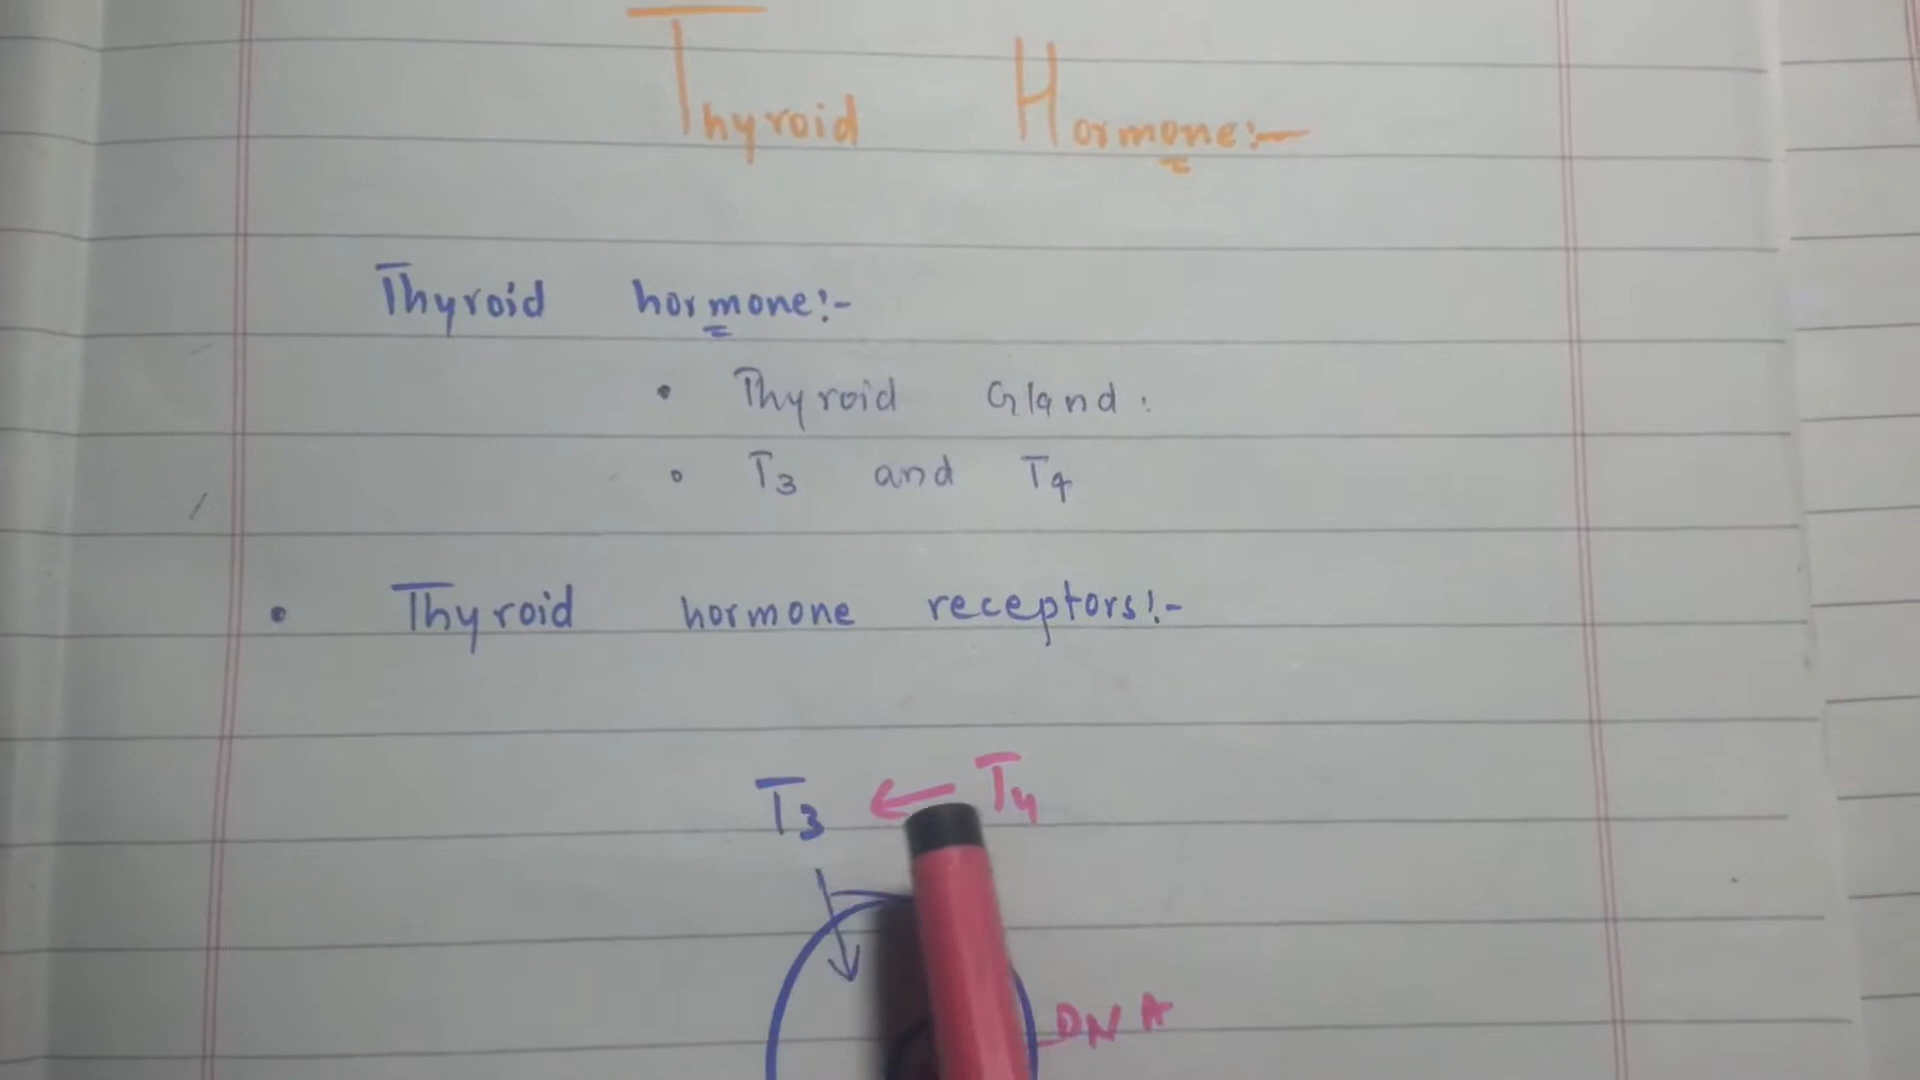 Thyroid Hormone:-
Thyroid hormone:-
• Thyroid Gland.
• T3 and T4
• Thyroid hormone receptors:-
T3 ← T4
DNA